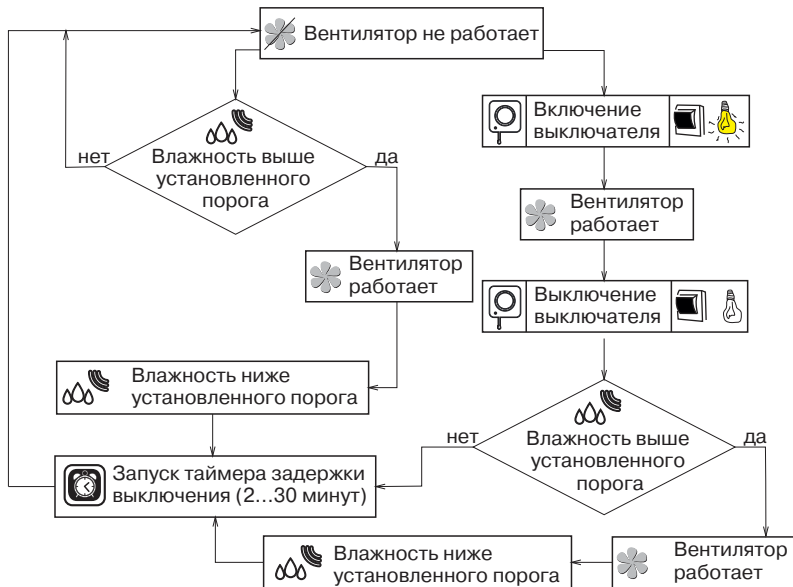 Вентилятор не работает
Включение
выключателя
нет
Влажность выше
установленного
порога
да
Вентилятор
работает
Вентилятор
работает
Выключение
выключателя
Влажность ниже
установленного порога
нет
Влажность выше
установленного
порога
да
Запуск таймера задержки
выключения (2...30 минут)
Влажность ниже
установленного порога
Вентилятор
работает